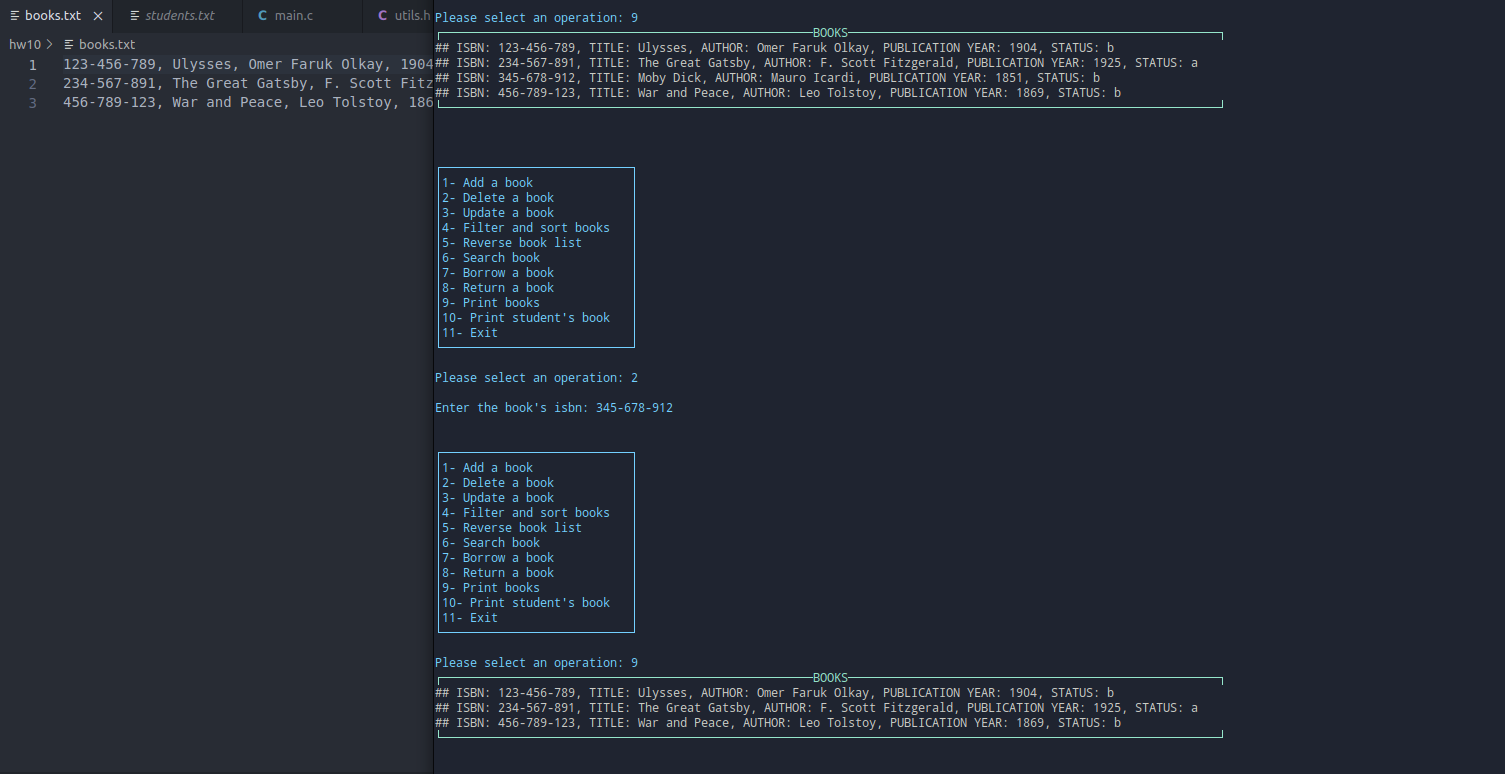 books.txt
students.txt
main.c
utils.h
hw10 > books.txt
1 123-456-789, Ulysses, Omer Faruk Olkay, 1904
2 234-567-891, The Great Gatsby, F. Scott Fitz
3 456-789-123, War and Peace, Leo Tolstoy, 186
Please select an operation: 9
BOOKS
## ISBN: 123-456-789, TITLE: Ulysses, AUTHOR: Omer Faruk Olkay, PUBLICATION YEAR: 1904, STATUS: b
## ISBN: 234-567-891, TITLE: The Great Gatsby, AUTHOR: F. Scott Fitzgerald, PUBLICATION YEAR: 1925, STATUS: a
## ISBN: 345-678-912, TITLE: Moby Dick, AUTHOR: Mauro Icardi, PUBLICATION YEAR: 1851, STATUS: b
## ISBN: 456-789-123, TITLE: War and Peace, AUTHOR: Leo Tolstoy, PUBLICATION YEAR: 1869, STATUS: b
1- Add a book
2- Delete a book
3- Update a book
4- Filter and sort books
5- Reverse book list
6- Search book
7- Borrow a book
8- Return a book
9- Print books
10- Print student's book
11- Exit
Please select an operation: 2
Enter the book's isbn: 345-678-912
1- Add a book
2- Delete a book
3- Update a book
4- Filter and sort books
5- Reverse book list
6- Search book
7- Borrow a book
8- Return a book
9- Print books
10- Print student's book
11- Exit
Please select an operation: 9
BOOKS
## ISBN: 123-456-789, TITLE: Ulysses, AUTHOR: Omer Faruk Olkay, PUBLICATION YEAR: 1904, STATUS: b
## ISBN: 234-567-891, TITLE: The Great Gatsby, AUTHOR: F. Scott Fitzgerald, PUBLICATION YEAR: 1925, STATUS: a
## ISBN: 456-789-123, TITLE: War and Peace, AUTHOR: Leo Tolstoy, PUBLICATION YEAR: 1869, STATUS: b